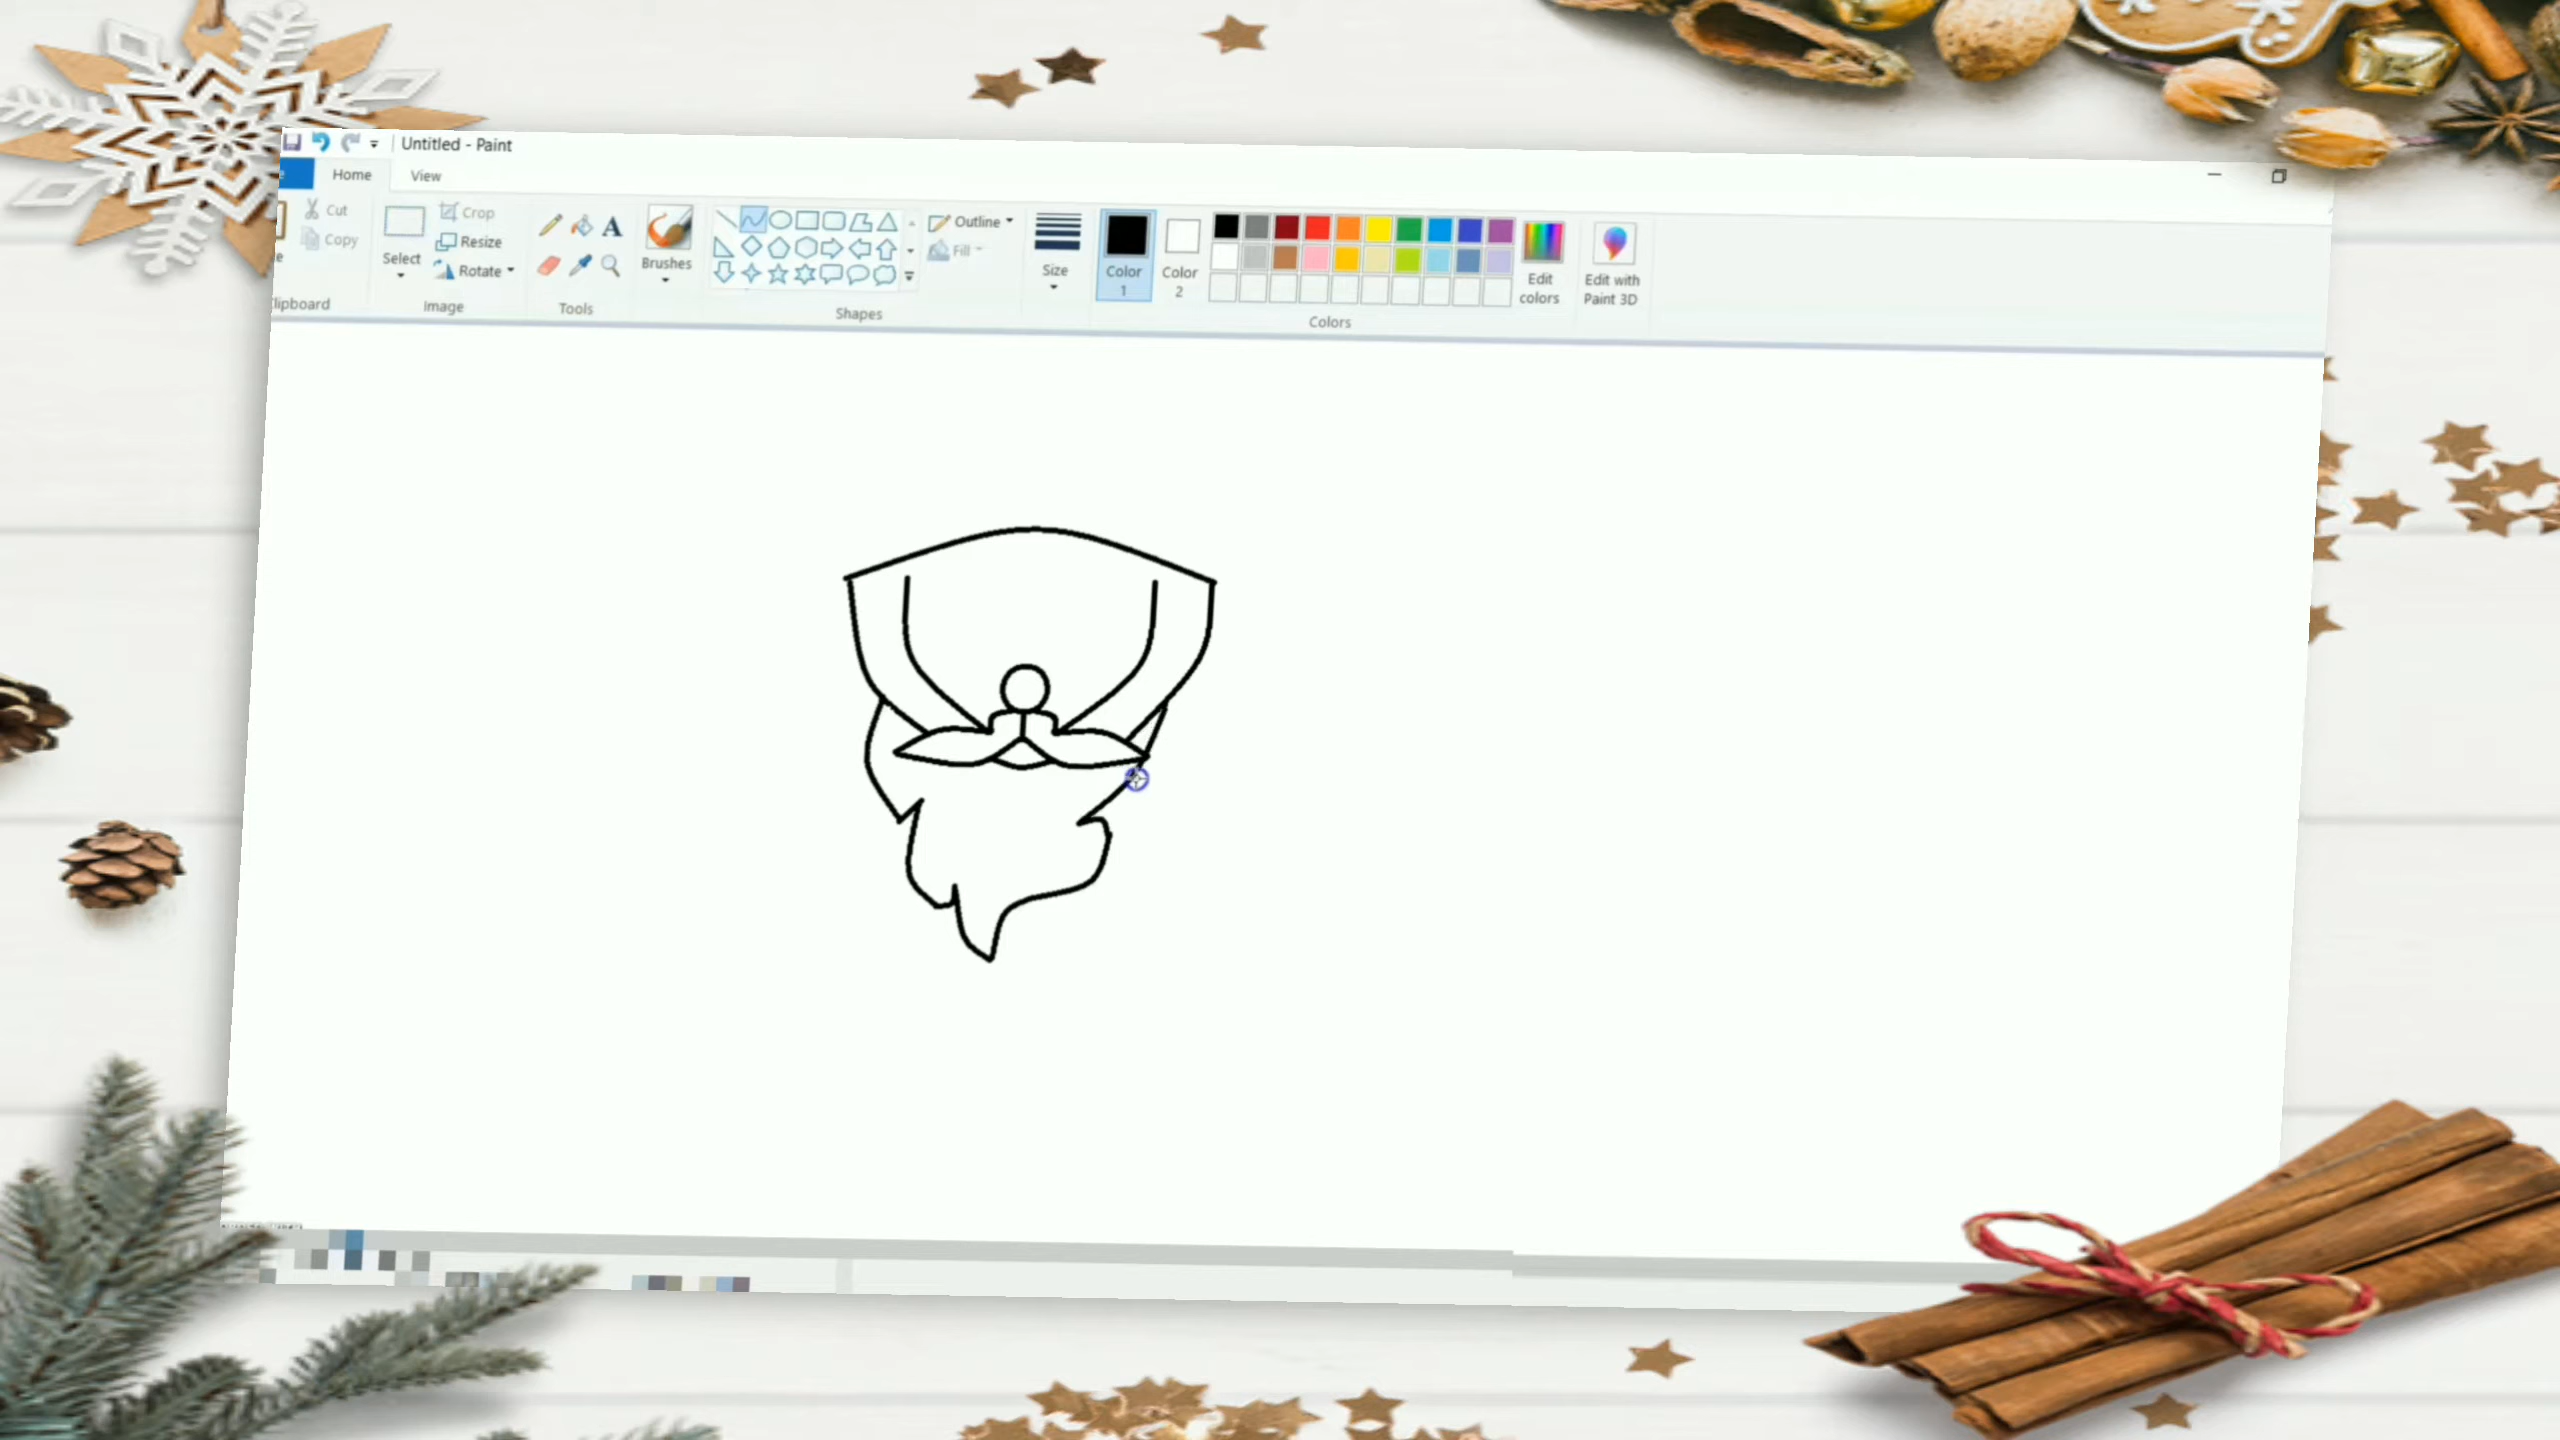 Untitled - Paint
Home View
Cut
Copy
Crop
Resize
Select
Rotate
Brushes
Outline
Fill
Size
Color
1
Color
2
Edit
colors
Edit with
Paint 3D
Image
Tools
Shapes
Colors